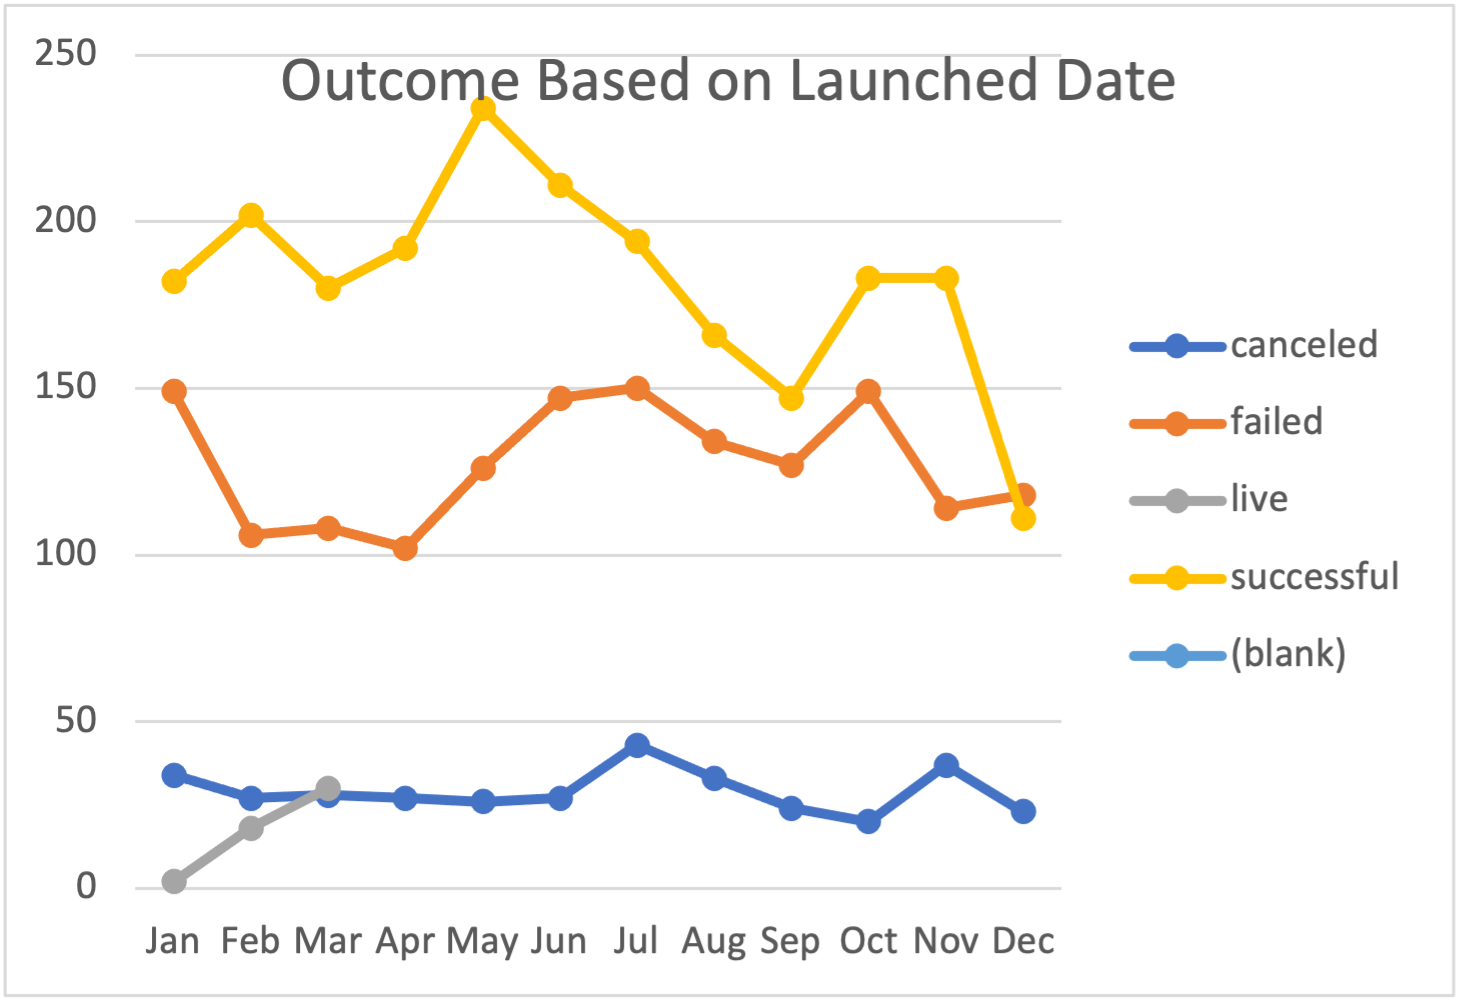 Outcome Based on Launched Date
250
200
150
100
50
0
Jan Feb Mar Apr May Jun Jul Aug Sep Oct Nov Dec
canceled
failed
live
successful
(blank)